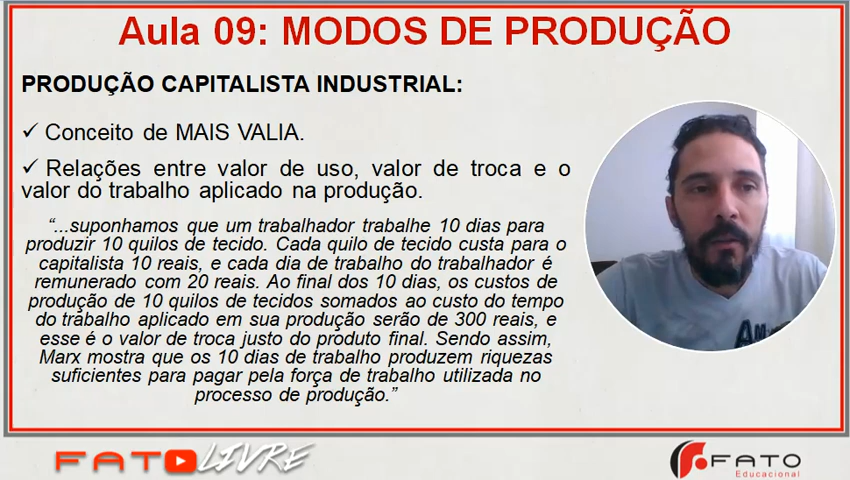 Aula 09: MODOS DE PRODUÇÃO
PRODUÇÃO CAPITALISTA INDUSTRIAL:
✓ Conceito de MAIS VALIA.
✓ Relações entre valor de uso, valor de troca e o
valor do trabalho aplicado na produção.
“...suponhamos que um trabalhador trabalhe 10 dias para
produzir 10 quilos de tecido. Cada quilo de tecido custa para o
capitalista 10 reais, e cada dia de trabalho do trabalhador é
remunerado com 20 reais. Ao final dos 10 dias, os custos de
produção de 10 quilos de tecidos somados ao custo do tempo
do trabalho aplicado em sua produção serão de 300 reais, e
esse é o valor de troca justo do produto final. Sendo assim,
Marx mostra que os 10 dias de trabalho produzem riquezas
suficientes para pagar pela força de trabalho utilizada no
processo de produção.”
FATO LIVRE
FATO
Educacional